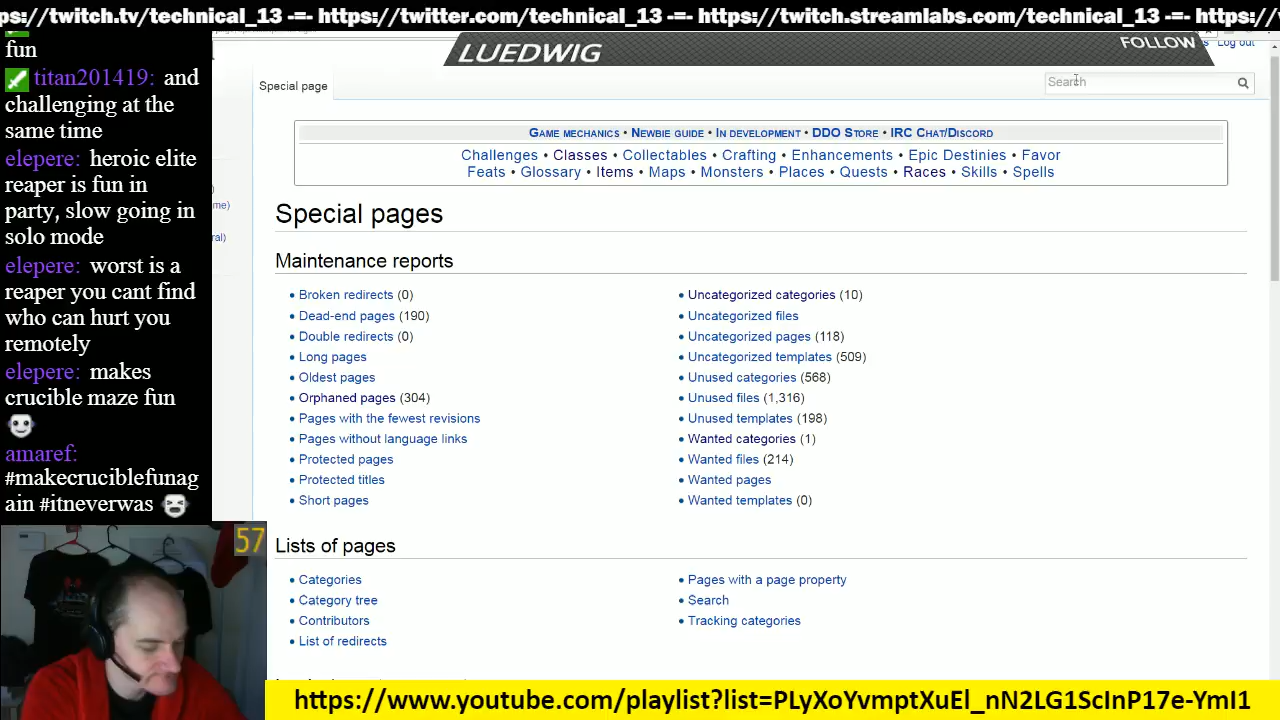 ps://twitch.tv/technical_13 -=- https://twitter.com/technical_13 -=- https://twitch.streamlabs.com/technical_13 -=- https://
fun
titan201419: and
challenging at the
same time
elepere: heroic elite
reaper is fun in
party, slow going in
solo mode
elepere: worst is a
reaper you cant find
who can hurt you
remotely
elepere: makes
crucible maze fun
amaref:
#makecruciblefunag
ain #itneverwas
57
LUEDWIG
FOLLOW
Log out
Special page
Search
me)
ral)
GAME MECHANICS • NEWBIE GUIDE • IN DEVELOPMENT • DDO STORE • IRC CHAT/DISCORD
Challenges • Classes • Collectables • Crafting • Enhancements • Epic Destinies • Favor
Feats • Glossary • Items • Maps • Monsters • Places • Quests • Races • Skills • Spells
Special pages
Maintenance reports
Broken redirects (0)
Dead-end pages (190)
Double redirects (0)
Long pages
Oldest pages
Orphaned pages (304)
Pages with the fewest revisions
Pages without language links
Protected pages
Protected titles
Short pages
Uncategorized categories (10)
Uncategorized files
Uncategorized pages (118)
Uncategorized templates (509)
Unused categories (568)
Unused files (1,316)
Unused templates (198)
Wanted categories (1)
Wanted files (214)
Wanted pages
Wanted templates (0)
Lists of pages
Categories
Category tree
Contributors
List of redirects
Pages with a page property
Search
Tracking categories
https://www.youtube.com/playlist?list=PLyXoYvmptXuEl_nN2LG1ScInP17e-YmI1